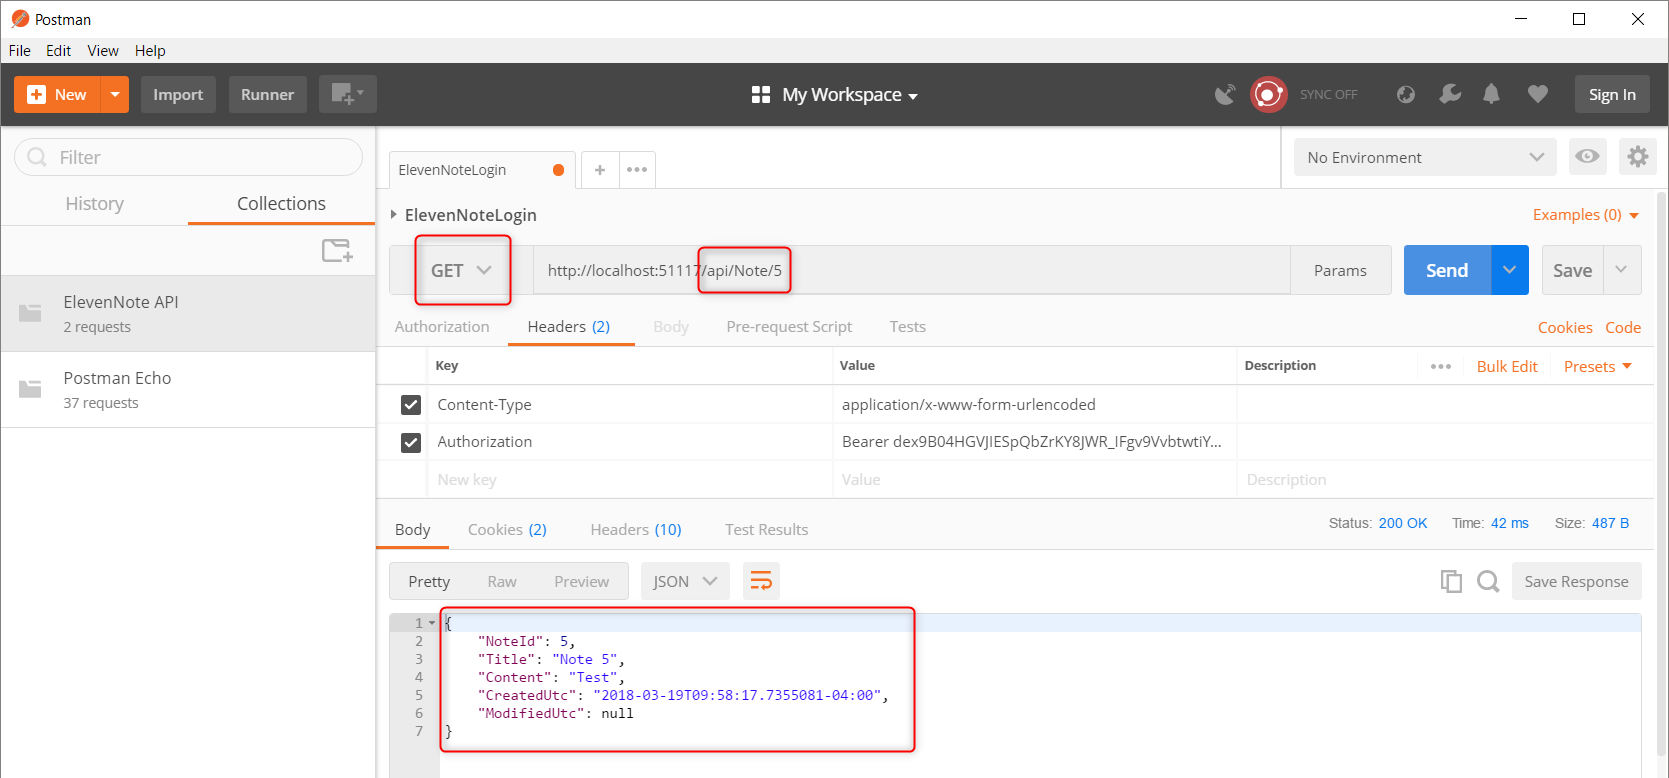 Postman
File Edit View Help
New Import Runner My Workspace SYNC OFF Sign In
Filter
History Collections
ElevenNote API
2 requests
Postman Echo
37 requests
ElevenNoteLogin + ••• No Environment
ElevenNoteLogin Examples (0)
GET http://localhost:51117/api/Note/5 Params Send Save
Authorization Headers (2) Body Pre-request Script Tests Cookies Code
Key Value Description ••• Bulk Edit Presets
Content-Type application/x-www-form-urlencoded
Authorization Bearer dex9B04HGVJIESpQbZrKY8JWR_IFgv9VvbtwtiY...
New key Value Description
Body Cookies (2) Headers (10) Test Results Status: 200 OK Time: 42 ms Size: 487 B
Pretty Raw Preview JSON Save Response
1 {
2 "NoteId": 5,
3 "Title": "Note 5",
4 "Content": "Test",
5 "CreatedUtc": "2018-03-19T09:58:17.7355081-04:00",
6 "ModifiedUtc": null
7 }